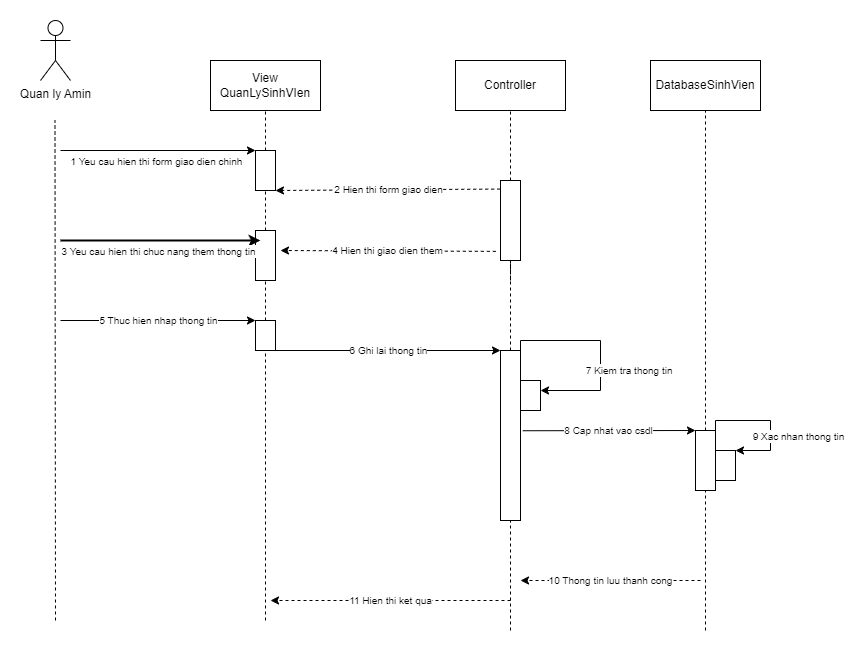 Quan ly Amin
View
QuanLySinhVIen
Controller
DatabaseSinhVien
1 Yeu cau hien thi form giao dien chinh
2 Hien thi form giao dien
3 Yeu cau hien thi chuc nang them thong tin
4 Hien thi giao dien them
5 Thuc hien nhap thong tin
6 Ghi lai thong tin
7 Kiem tra thong tin
8 Cap nhat vao csdl
9 Xac nhan thong tin
10 Thong tin luu thanh cong
11 Hien thi ket qua